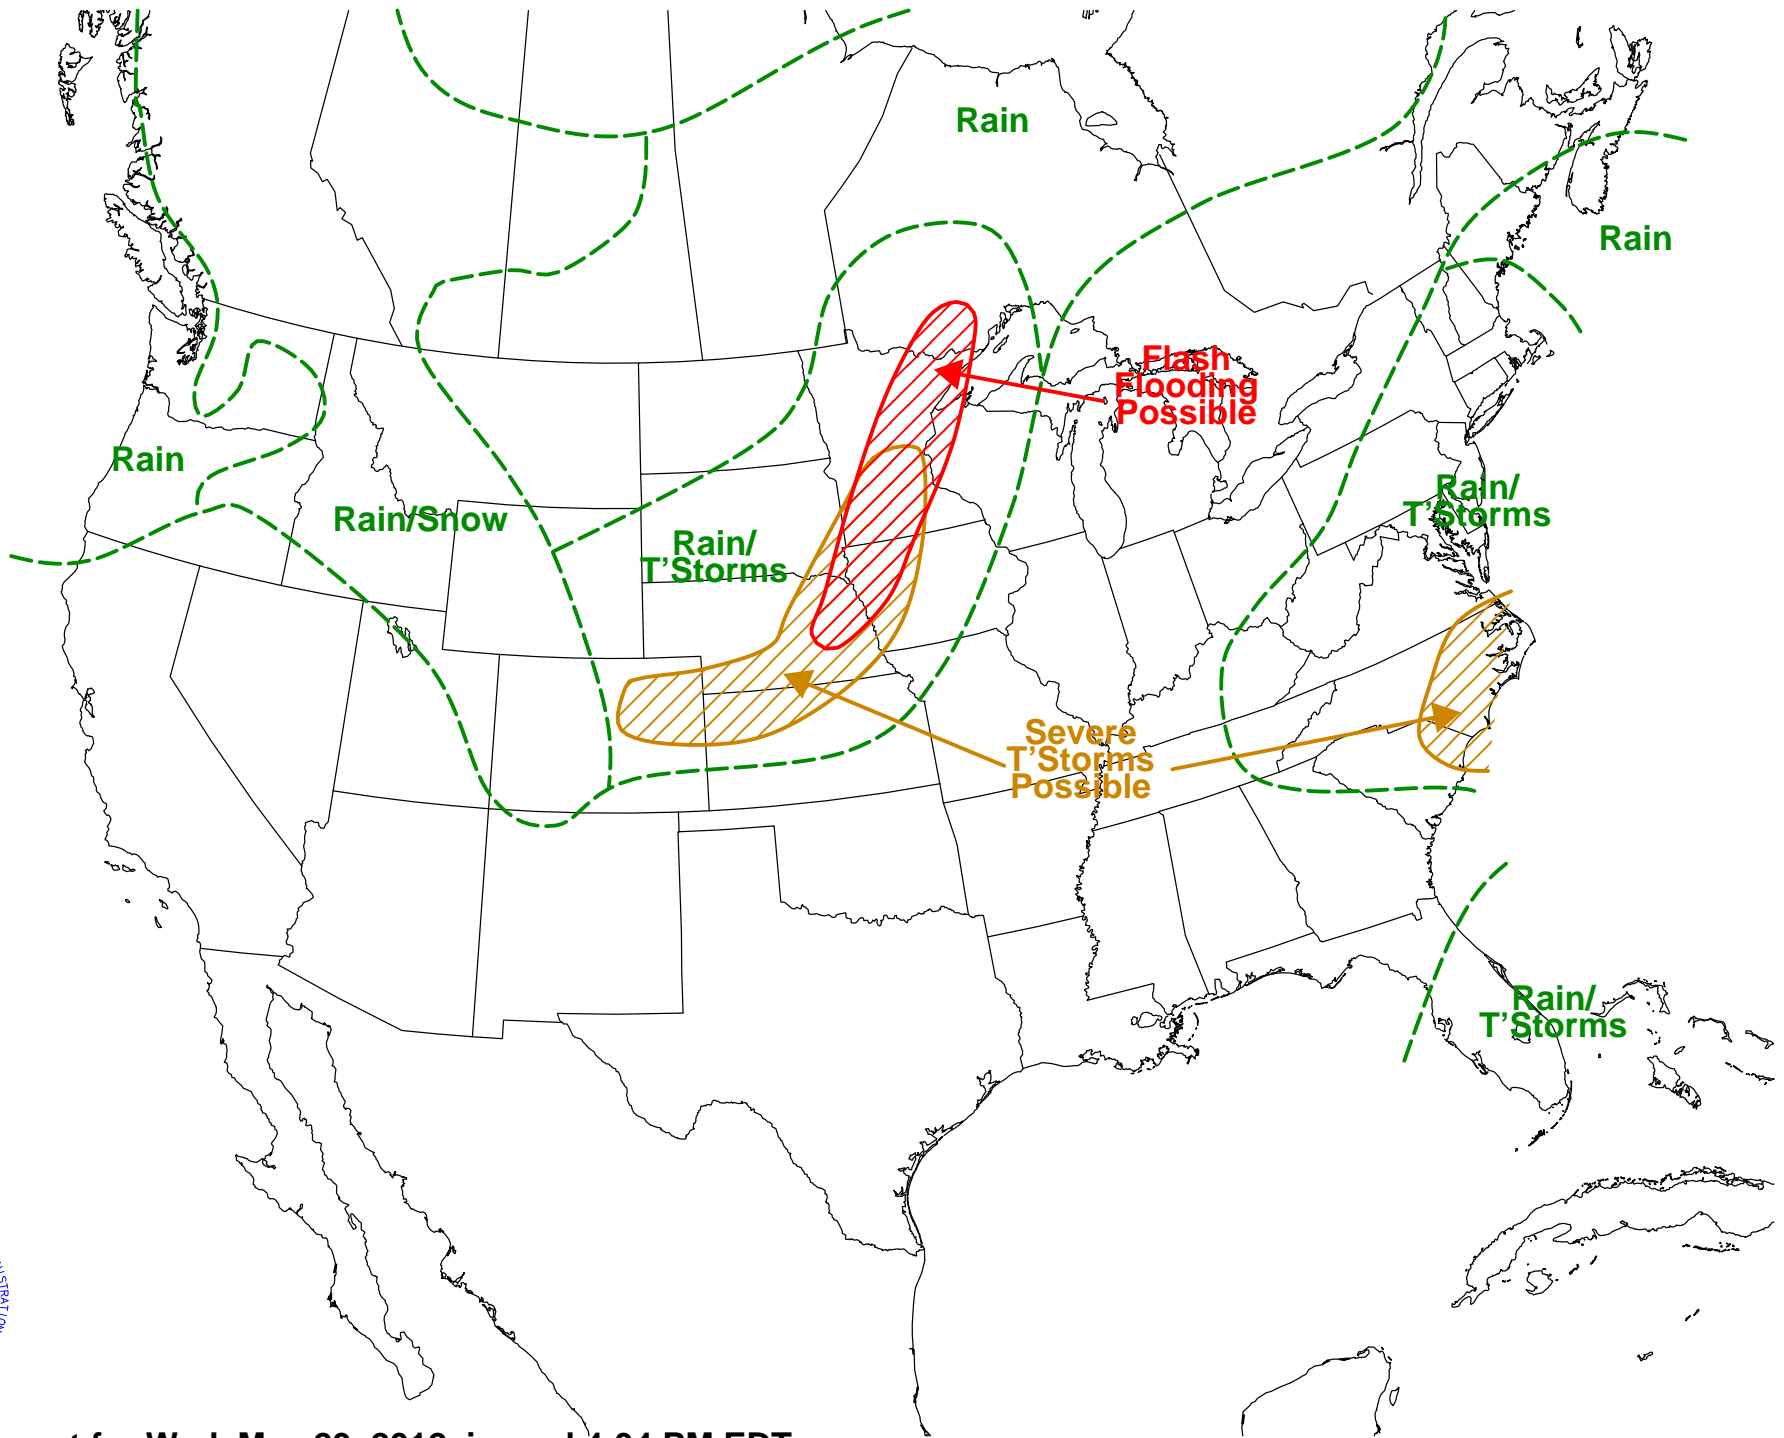 Rain
Rain
Flash
Flooding
Possible
Rain
Rain/
T'Storms
Rain/Snow
Rain/
T'Storms
Severe
T'Storms
Possible
Rain/
T'Storms